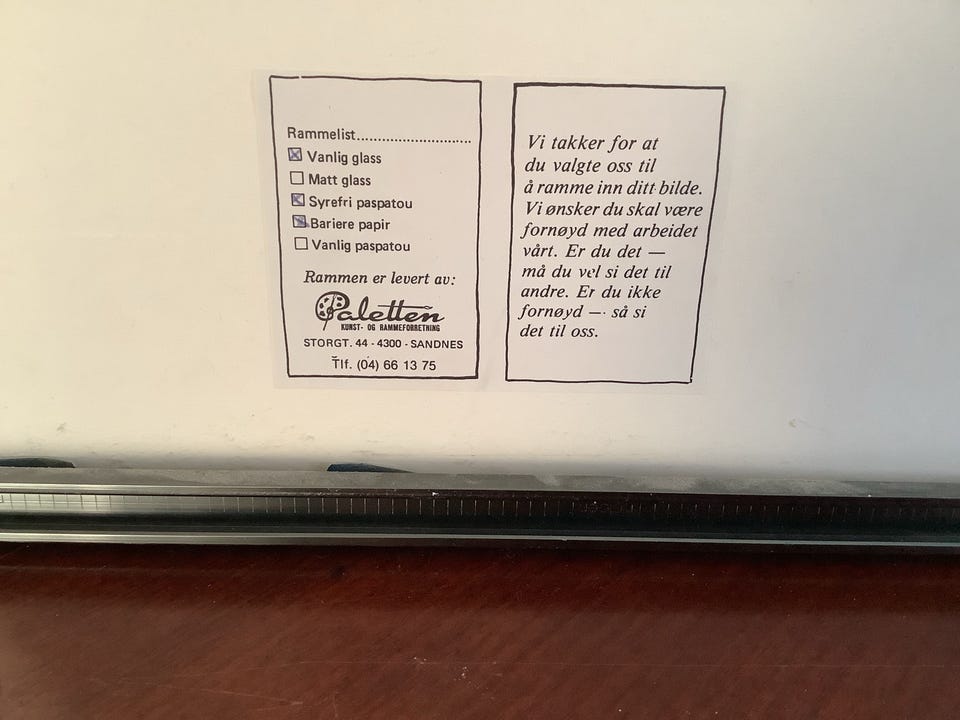 Rammelist...........................
Vanlig glass
Matt glass
Syrefri paspatou
Bariere papir
Vanlig paspatou
Rammen er levert av:
Paletten
KUNST- OG RAMMEFORRETNING
STORGT. 44 - 4300 - SANDNES
Tlf. (04) 66 13 75
Vi takker for at
du valgte oss til
å ramme inn ditt bilde.
Vi ønsker du skal være
fornøyd med arbeidet
vårt. Er du det —
må du vel si det til
andre. Er du ikke
fornøyd — så si
det til oss.